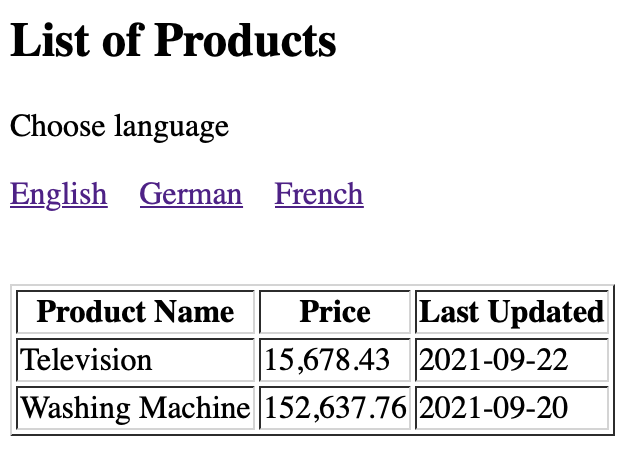 List of Products
Choose language
English German French
Product Name Price Last Updated
Television 15,678.43 2021-09-22
Washing Machine 152,637.76 2021-09-20